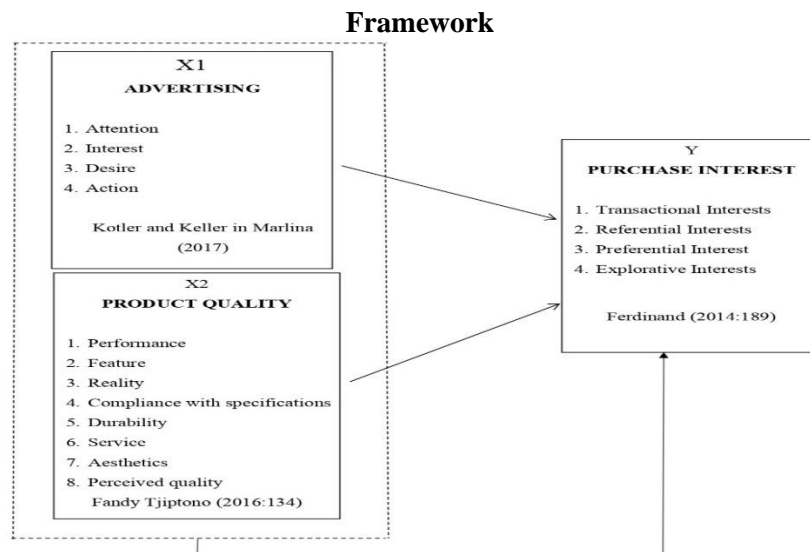 Framework
X1
ADVERTISING
1. Attention
2. Interest
3. Desire
4. Action
Kotler and Keller in Marlina
(2017)
X2
PRODUCT QUALITY
1. Performance
2. Feature
3. Reality
4. Compliance with specifications
5. Durability
6. Service
7. Aesthetics
8. Perceived quality
Fandy Tjiptono (2016:134)
Y
PURCHASE INTEREST
1. Transactional Interests
2. Referential Interests
3. Preferential Interest
4. Explorative Interests
Ferdinand (2014:189)